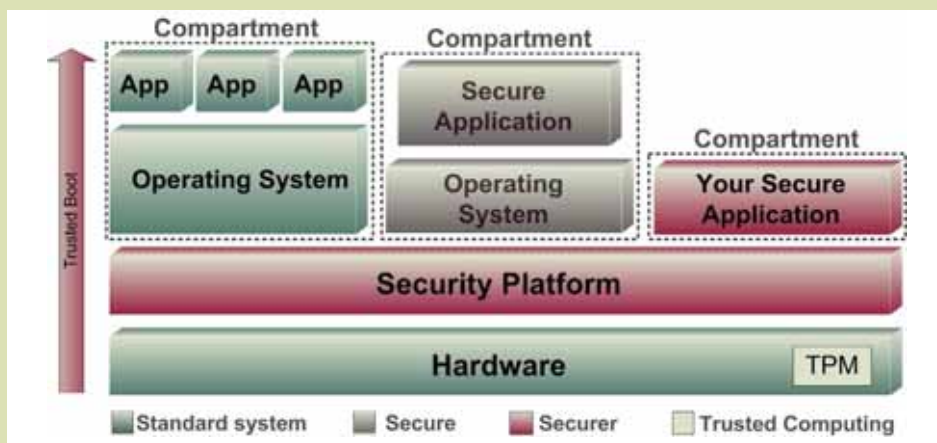 Compartment
App App App
Operating System
Compartment
Secure
Application
Operating
System
Compartment
Your Secure
Application
Trusted Boot
Security Platform
Hardware
TPM
Standard system Secure Securer Trusted Computing